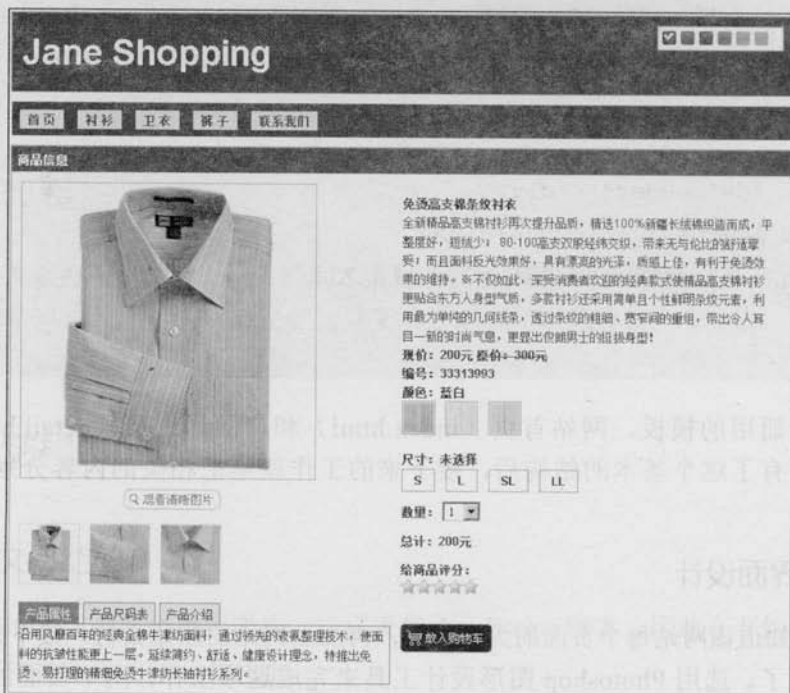 Jane Shopping
首页 衬衫 卫衣 裤子 联系我们
商品信息
免烫高支棉条纹衬衣
全新精品高支棉衬衫再次提升品质，精选100%新疆长绒棉织造而成，平
整度好，短绒少；80-100高支双股经纬交织，带来无与伦比的舒适享
受；而且面料反光效果好，具有漂亮的光泽，质感上佳，有利于免烫效
果的维持。※不仅如此，深受消费者欢迎的经典款式使精品高支棉衬衫
更贴合东方人身型气质，多款衬衫还采用简单且个性鲜明条纹元素，利
用最为单纯的几何线条，透过条纹的粗细、宽窄间的重组，带出令人耳
目一新的时尚气息，更显出你做男士的挺拔身型！
现价：200元 原价：300元
编号：33313993
颜色：蓝白
尺寸：未选择
S L SL LL
数量：1
总计：200元
给商品评分：
观看清晰图片
产品属性 产品尺码表 产品介绍
沿用风靡百年的经典全棉牛津纺面料，通过领先的液氨整理技术，使面
料的抗皱性能更上一层。延续简约、舒适、健康设计理念，特推出免
烫、易打理的精细免烫牛津纺长袖衬衫系列。
放入购物车